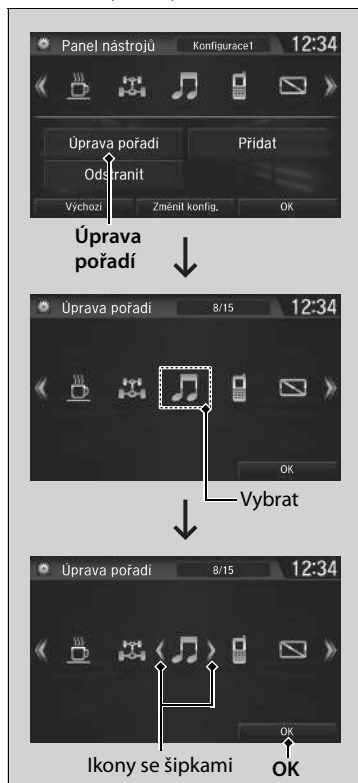 Panel nástrojů Konfigurace1 12:34
Úprava pořadí Přidat
Odstranit
Výchozí Změnit konfig. OK
Úprava
pořadí
Úprava pořadí 8/15 12:34
OK
Vybrat
Úprava pořadí 8/15 12:34
OK
Ikony se šipkami OK